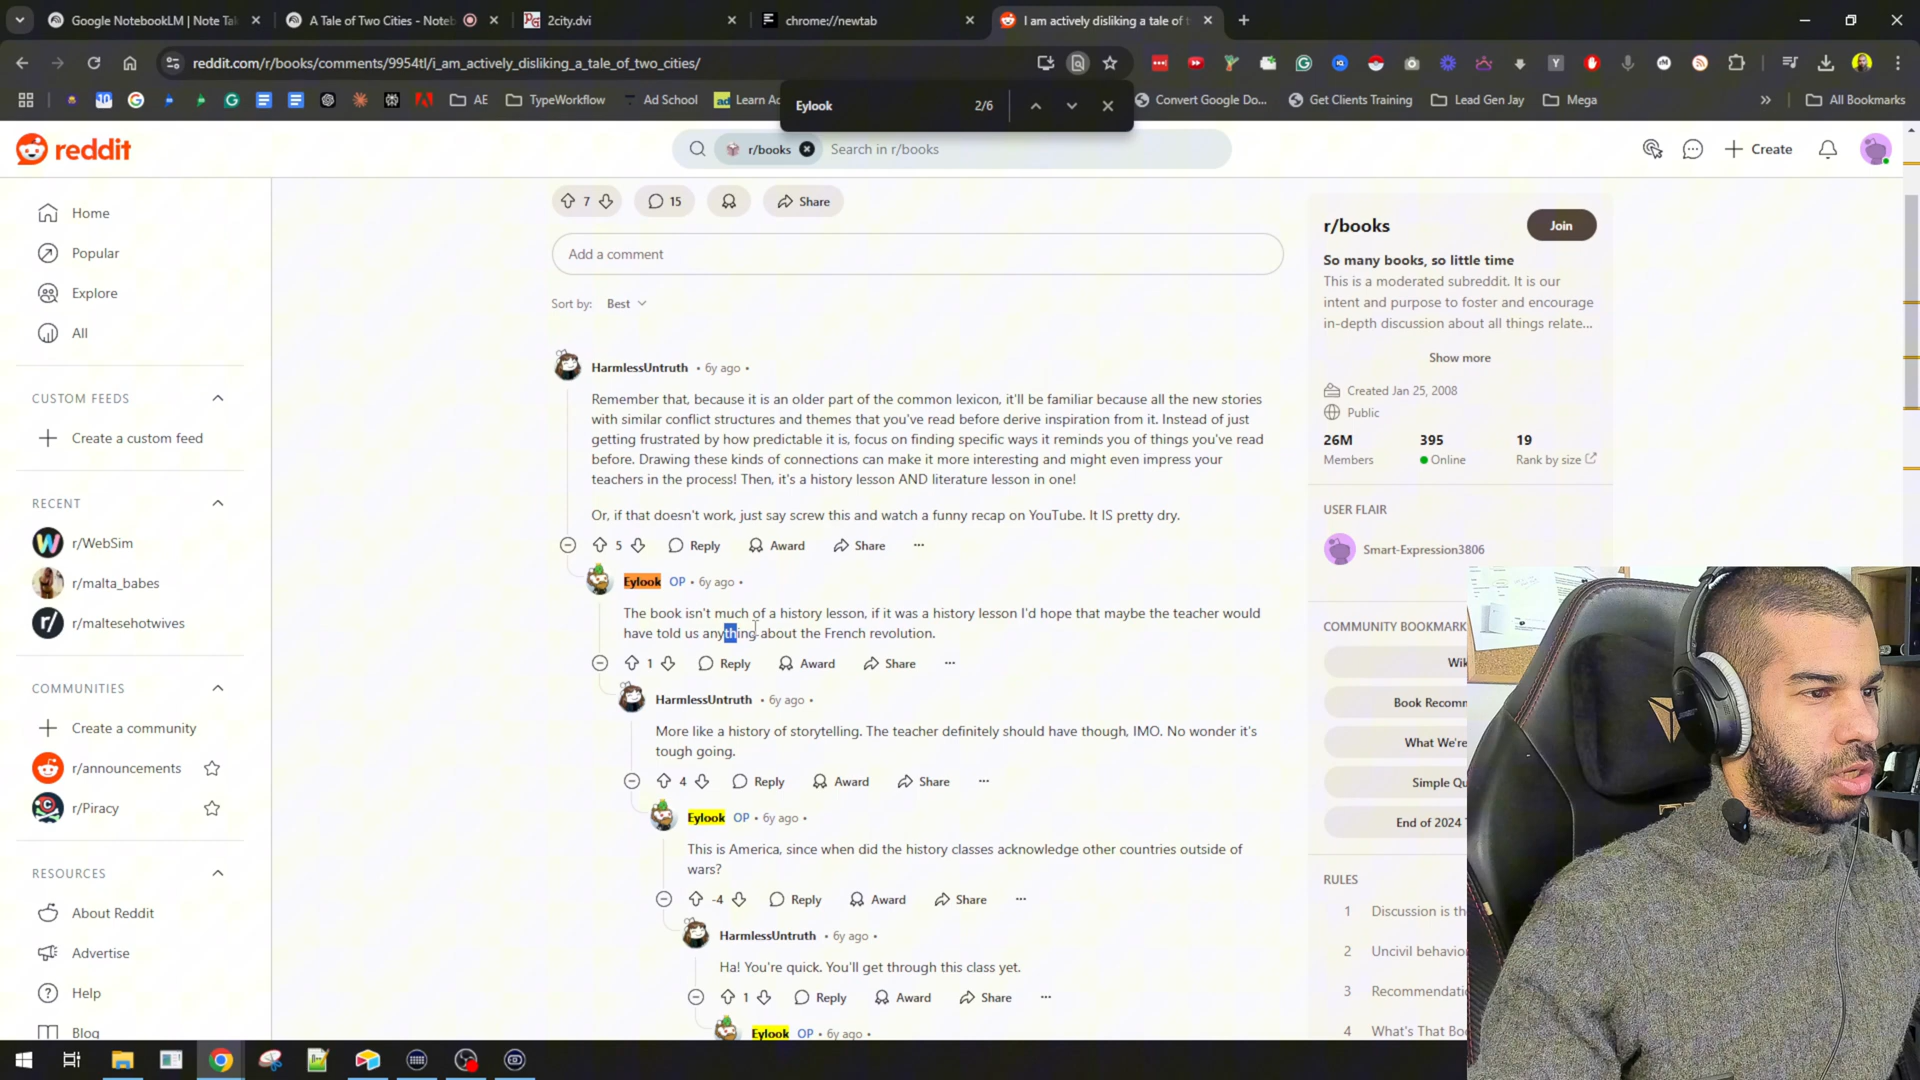 Google NotebookLM | Note Ta
A Tale of Two Cities - Noteb
2city.dvi
chrome://newtab
I am actively disliking a tale of t
reddit.com/r/books/comments/9954tl/i_am_actively_disliking_a_tale_of_two_cities/
AE
TypeWorkflow
Ad School
Learn Ac
Convert Google Do...
Get Clients Training
Lead Gen Jay
Mega
All Bookmarks
Eylook
2/6
reddit
r/books
Search in r/books
Create
Home
Popular
Explore
All
CUSTOM FEEDS
Create a custom feed
RECENT
r/WebSim
r/malta_babes
r/maltesehotwives
COMMUNITIES
Create a community
r/announcements
r/Piracy
RESOURCES
About Reddit
Advertise
Help
Blog
7
15
Share
Add a comment
Sort by: Best
HarmlessUntruth • 6y ago •
Remember that, because it is an older part of the common lexicon, it'll be familiar because all the new stories
with similar conflict structures and themes that you've read before derive inspiration from it. Instead of just
getting frustrated by how predictable it is, focus on finding specific ways it reminds you of things you've read
before. Drawing these kinds of connections can make it more interesting and might even impress your
teachers in the process! Then, it's a history lesson AND literature lesson in one!
Or, if that doesn't work, just say screw this and watch a funny recap on YouTube. It IS pretty dry.
5 Reply Award Share ...
Eylook OP • 6y ago •
The book isn't much of a history lesson, if it was a history lesson I'd hope that maybe the teacher would
have told us anything about the French revolution.
1 Reply Award Share ...
HarmlessUntruth • 6y ago •
More like a history of storytelling. The teacher definitely should have though, IMO. No wonder it's
tough going.
4 Reply Award Share ...
Eylook OP • 6y ago •
This is America, since when did the history classes acknowledge other countries outside of
wars?
-4 Reply Award Share ...
HarmlessUntruth • 6y ago •
Ha! You're quick. You'll get through this class yet.
1 Reply Award Share ...
Eylook OP • 6y ago •
r/books
Join
So many books, so little time
This is a moderated subreddit. It is our
intent and purpose to foster and encourage
in-depth discussion about all things relate...
Show more
Created Jan 25, 2008
Public
26M 395 19
Members Online Rank by size
USER FLAIR
Smart-Expression3806
COMMUNITY BOOKMAR
Wik
Book Recomm
What We're
Simple Qu
End of 2024
RULES
1 Discussion is th
2 Uncivil behavio
3 Recommendatio
4 What's That Boo